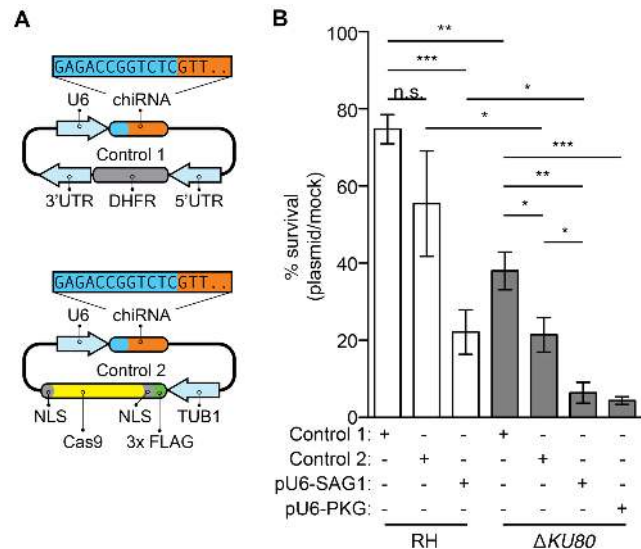 A
GAGACCGGTCTCGTT..
U6 chiRNA
Control 1
3'UTR DHFR 5'UTR
GAGACCGGTCTCGTT..
U6 chiRNA
Control 2
NLS NLS TUB1
Cas9 3x FLAG
B
% survival
(plasmid/mock)
100
80
60
40
20
0
**
***
n.s.
*
*
***
**
*
*
Control 1: + - - + - - -
Control 2: - + - - + - -
pU6-SAG1: - - + - - + -
pU6-PKG: - - - - - - +
RH ΔKU80